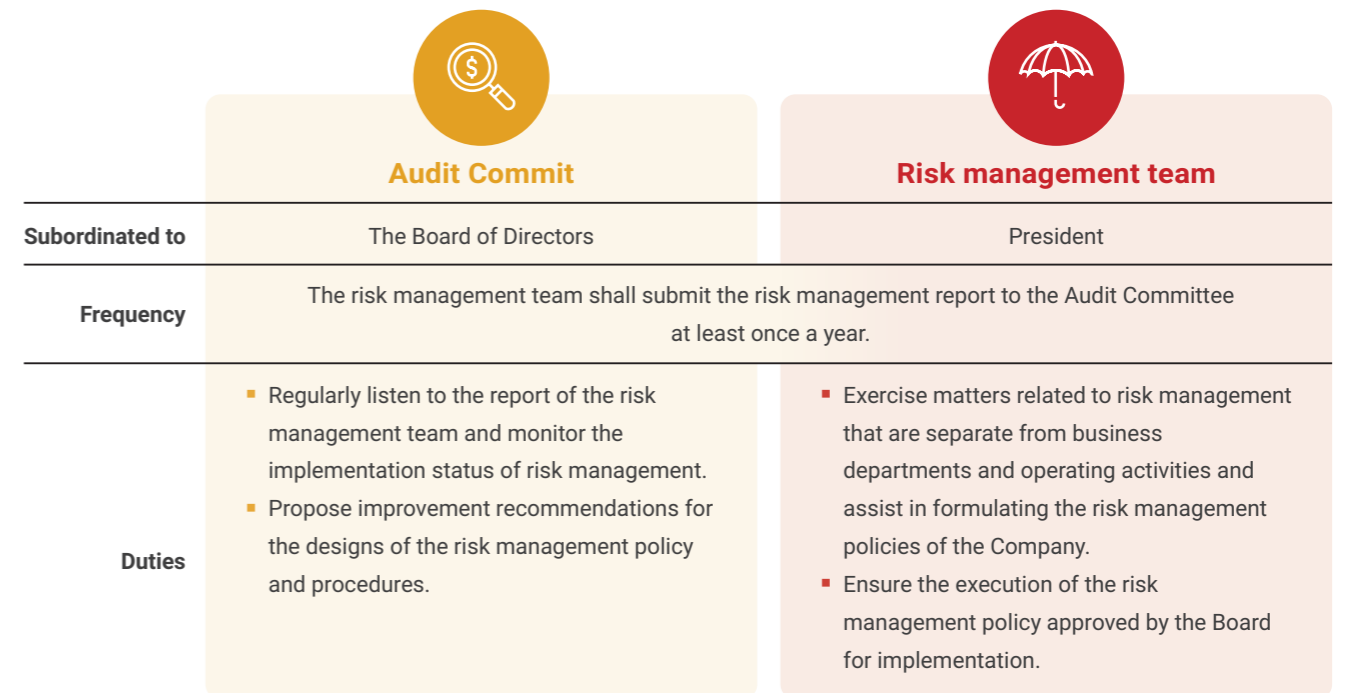 $
Audit Commit
Risk management team
Subordinated to
The Board of Directors
President
Frequency
The risk management team shall submit the risk management report to the Audit Committee
at least once a year.
Duties
Regularly listen to the report of the risk
management team and monitor the
implementation status of risk management.
Propose improvement recommendations for
the designs of the risk management policy
and procedures.
Exercise matters related to risk management
that are separate from business
departments and operating activities and
assist in formulating the risk management
policies of the Company.
Ensure the execution of the risk
management policy approved by the Board
for implementation.